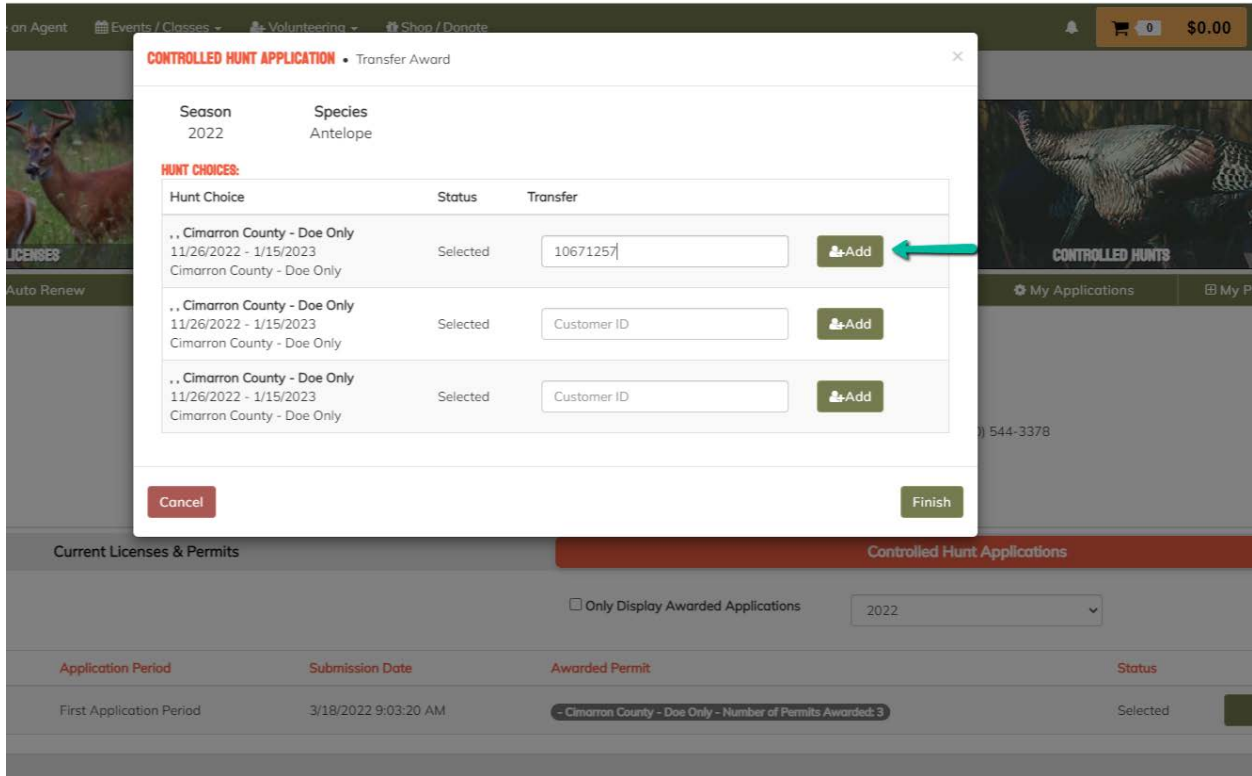 an Agent Events / Classes Volunteering Shop / Donate 0 $0.00
CONTROLLED HUNT APPLICATION • Transfer Award ×
Season Species
2022 Antelope
HUNT CHOICES:
Hunt Choice Status Transfer
, , Cimarron County - Doe Only
11/26/2022 - 1/15/2023 Selected 10671257 Add
Cimarron County - Doe Only
, , Cimarron County - Doe Only
11/26/2022 - 1/15/2023 Selected Customer ID Add
Cimarron County - Doe Only
, , Cimarron County - Doe Only
11/26/2022 - 1/15/2023 Selected Customer ID Add
Cimarron County - Doe Only
Cancel Finish
LICENSES CONTROLLED HUNTS
Auto Renew My Applications My P
) 544-3378
Current Licenses & Permits Controlled Hunt Applications
Only Display Awarded Applications 2022
Application Period Submission Date Awarded Permit Status
First Application Period 3/18/2022 9:03:20 AM - Cimarron County - Doe Only - Number of Permits Awarded: 3 Selected